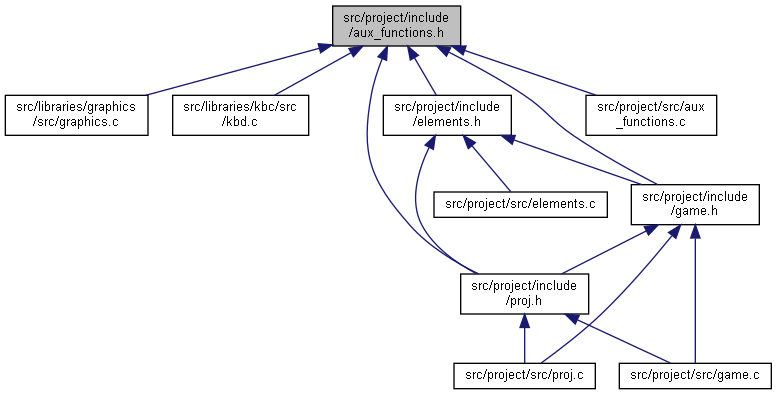 src/project/include
/aux_functions.h
src/libraries/graphics
/src/graphics.c
src/libraries/kbc/src
/kbd.c
src/project/include
/elements.h
src/project/src/aux
_functions.c
src/project/src/elements.c
src/project/include
/game.h
src/project/include
/proj.h
src/project/src/proj.c
src/project/src/game.c